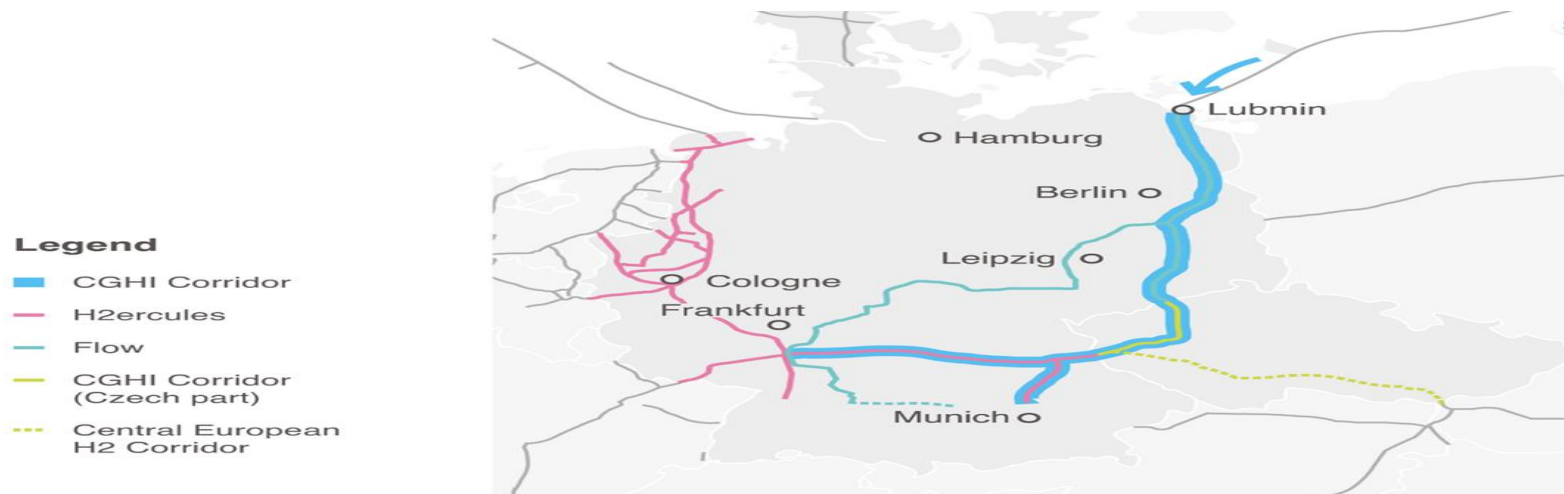 Legend
CGHI Corridor
H2ercules
Flow
CGHI Corridor
(Czech part)
Central European
H2 Corridor
Lubmin
Hamburg
Berlin
Leipzig
Cologne
Frankfurt
Munich